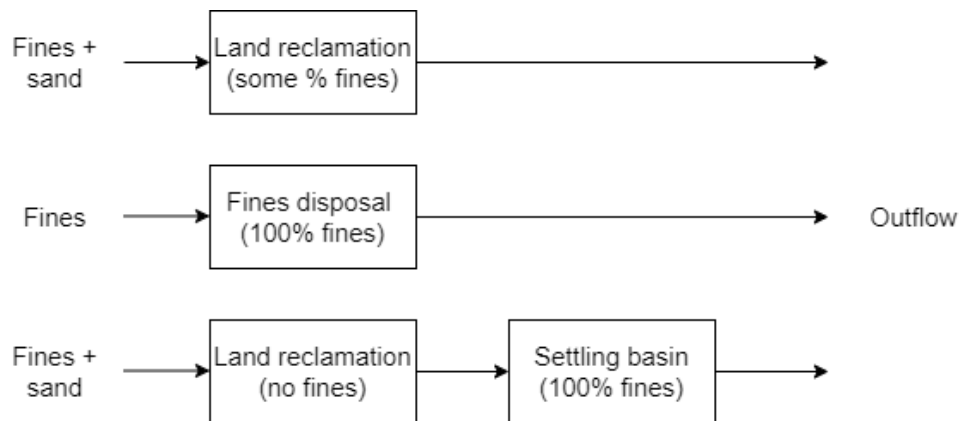 Fines +
sand
Land reclamation
(some % fines)
Fines
Fines disposal
(100% fines)
Outflow
Fines +
sand
Land reclamation
(no fines)
Settling basin
(100% fines)